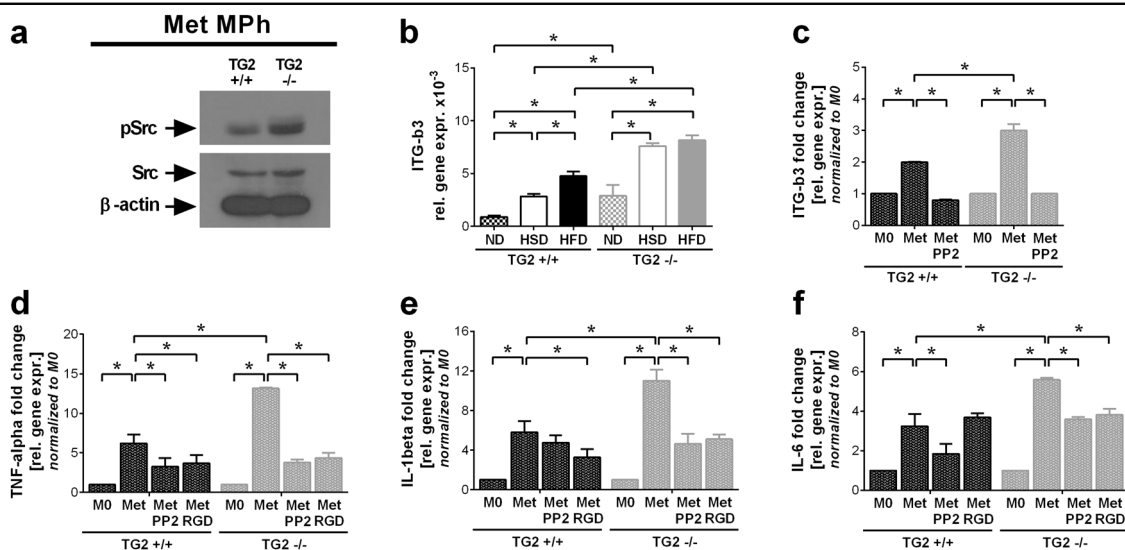 a
Met MPh
TG2 +/+
TG2 -/-
pSrc
Src
β-actin
b
ITG-b3
rel. gene expr. x10-3
15
10
5
0
*
*
*
*
*
*
*
*
*
ND HSD HFD ND HSD HFD
TG2 +/+ TG2 -/-
c
ITG-b3 fold change
[rel. gene expr.]
normalized to M0
5
4
3
2
1
0
*
* * * *
M0 Met Met PP2 M0 Met Met PP2
TG2 +/+ TG2 -/-
d
TNF-alpha fold change
[rel. gene expr.]
normalized to M0
20
15
10
5
0
*
* *
* * * *
M0 Met Met PP2 Met RGD M0 Met Met PP2 Met RGD
TG2 +/+ TG2 -/-
e
IL-1beta fold change
[rel. gene expr.]
normalized to M0
16
12
8
4
0
* *
* * * *
M0 Met Met PP2 Met RGD M0 Met Met PP2 Met RGD
TG2 +/+ TG2 -/-
f
IL-6 fold change
[rel. gene expr.]
normalized to M0
8
6
4
2
0
* *
* * * *
M0 Met Met PP2 Met RGD M0 Met Met PP2 Met RGD
TG2 +/+ TG2 -/-